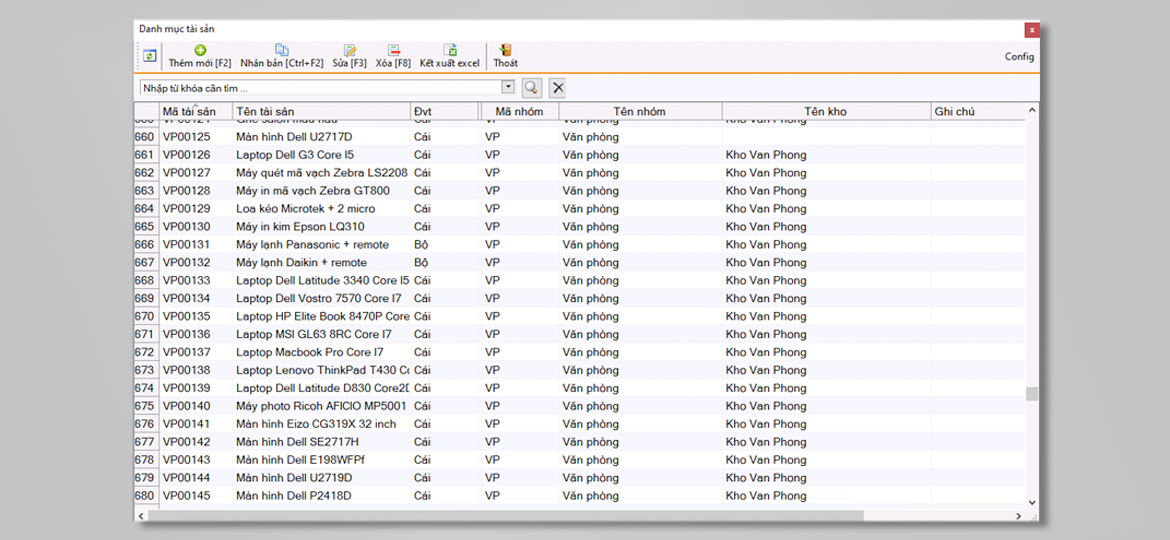 Danh mục tài sản
x
Thêm mới [F2] Nhân bản [Ctrl+F2] Sửa [F3] Xóa [F8] Kết xuất excel Thoát Config
Nhập từ khóa cần tìm ...
Mã tài sản Tên tài sản Đvt Mã nhóm Tên nhóm Tên kho Ghi chú
660 VP00125 Màn hình Dell U2717D Cái VP Văn phòng
661 VP00126 Laptop Dell G3 Core I5 Cái VP Văn phòng Kho Van Phong
662 VP00127 Máy quét mã vạch Zebra LS2208 Cái VP Văn phòng Kho Van Phong
663 VP00128 Máy in mã vạch Zebra GT800 Cái VP Văn phòng Kho Van Phong
664 VP00129 Loa kéo Microtek + 2 micro Cái VP Văn phòng Kho Van Phong
665 VP00130 Máy in kim Epson LQ310 Cái VP Văn phòng Kho Van Phong
666 VP00131 Máy lạnh Panasonic + remote Bộ VP Văn phòng Kho Van Phong
667 VP00132 Máy lạnh Daikin + remote Bộ VP Văn phòng Kho Van Phong
668 VP00133 Laptop Dell Latitude 3340 Core I5 Cái VP Văn phòng Kho Van Phong
669 VP00134 Laptop Dell Vostro 7570 Core I7 Cái VP Văn phòng Kho Van Phong
670 VP00135 Laptop HP Elite Book 8470P Core Cái VP Văn phòng Kho Van Phong
671 VP00136 Laptop MSI GL63 8RC Core I7 Cái VP Văn phòng Kho Van Phong
672 VP00137 Laptop Macbook Pro Core I7 Cái VP Văn phòng Kho Van Phong
673 VP00138 Laptop Lenovo ThinkPad T430 Cái VP Văn phòng Kho Van Phong
674 VP00139 Laptop Dell Latitude D830 Cái VP Văn phòng Kho Van Phong
675 VP00140 Máy photo Ricoh AFICIO MP5001 Cái VP Văn phòng Kho Van Phong
676 VP00141 Màn hình Eizo CG319X 32 inch Cái VP Văn phòng Kho Van Phong
677 VP00142 Màn hình Dell SE2717H Cái VP Văn phòng Kho Van Phong
678 VP00143 Màn hình Dell E198WFPf Cái VP Văn phòng Kho Van Phong
679 VP00144 Màn hình Dell U2719D Cái VP Văn phòng Kho Van Phong
680 VP00145 Màn hình Dell P2418D Cái VP Văn phòng Kho Van Phong